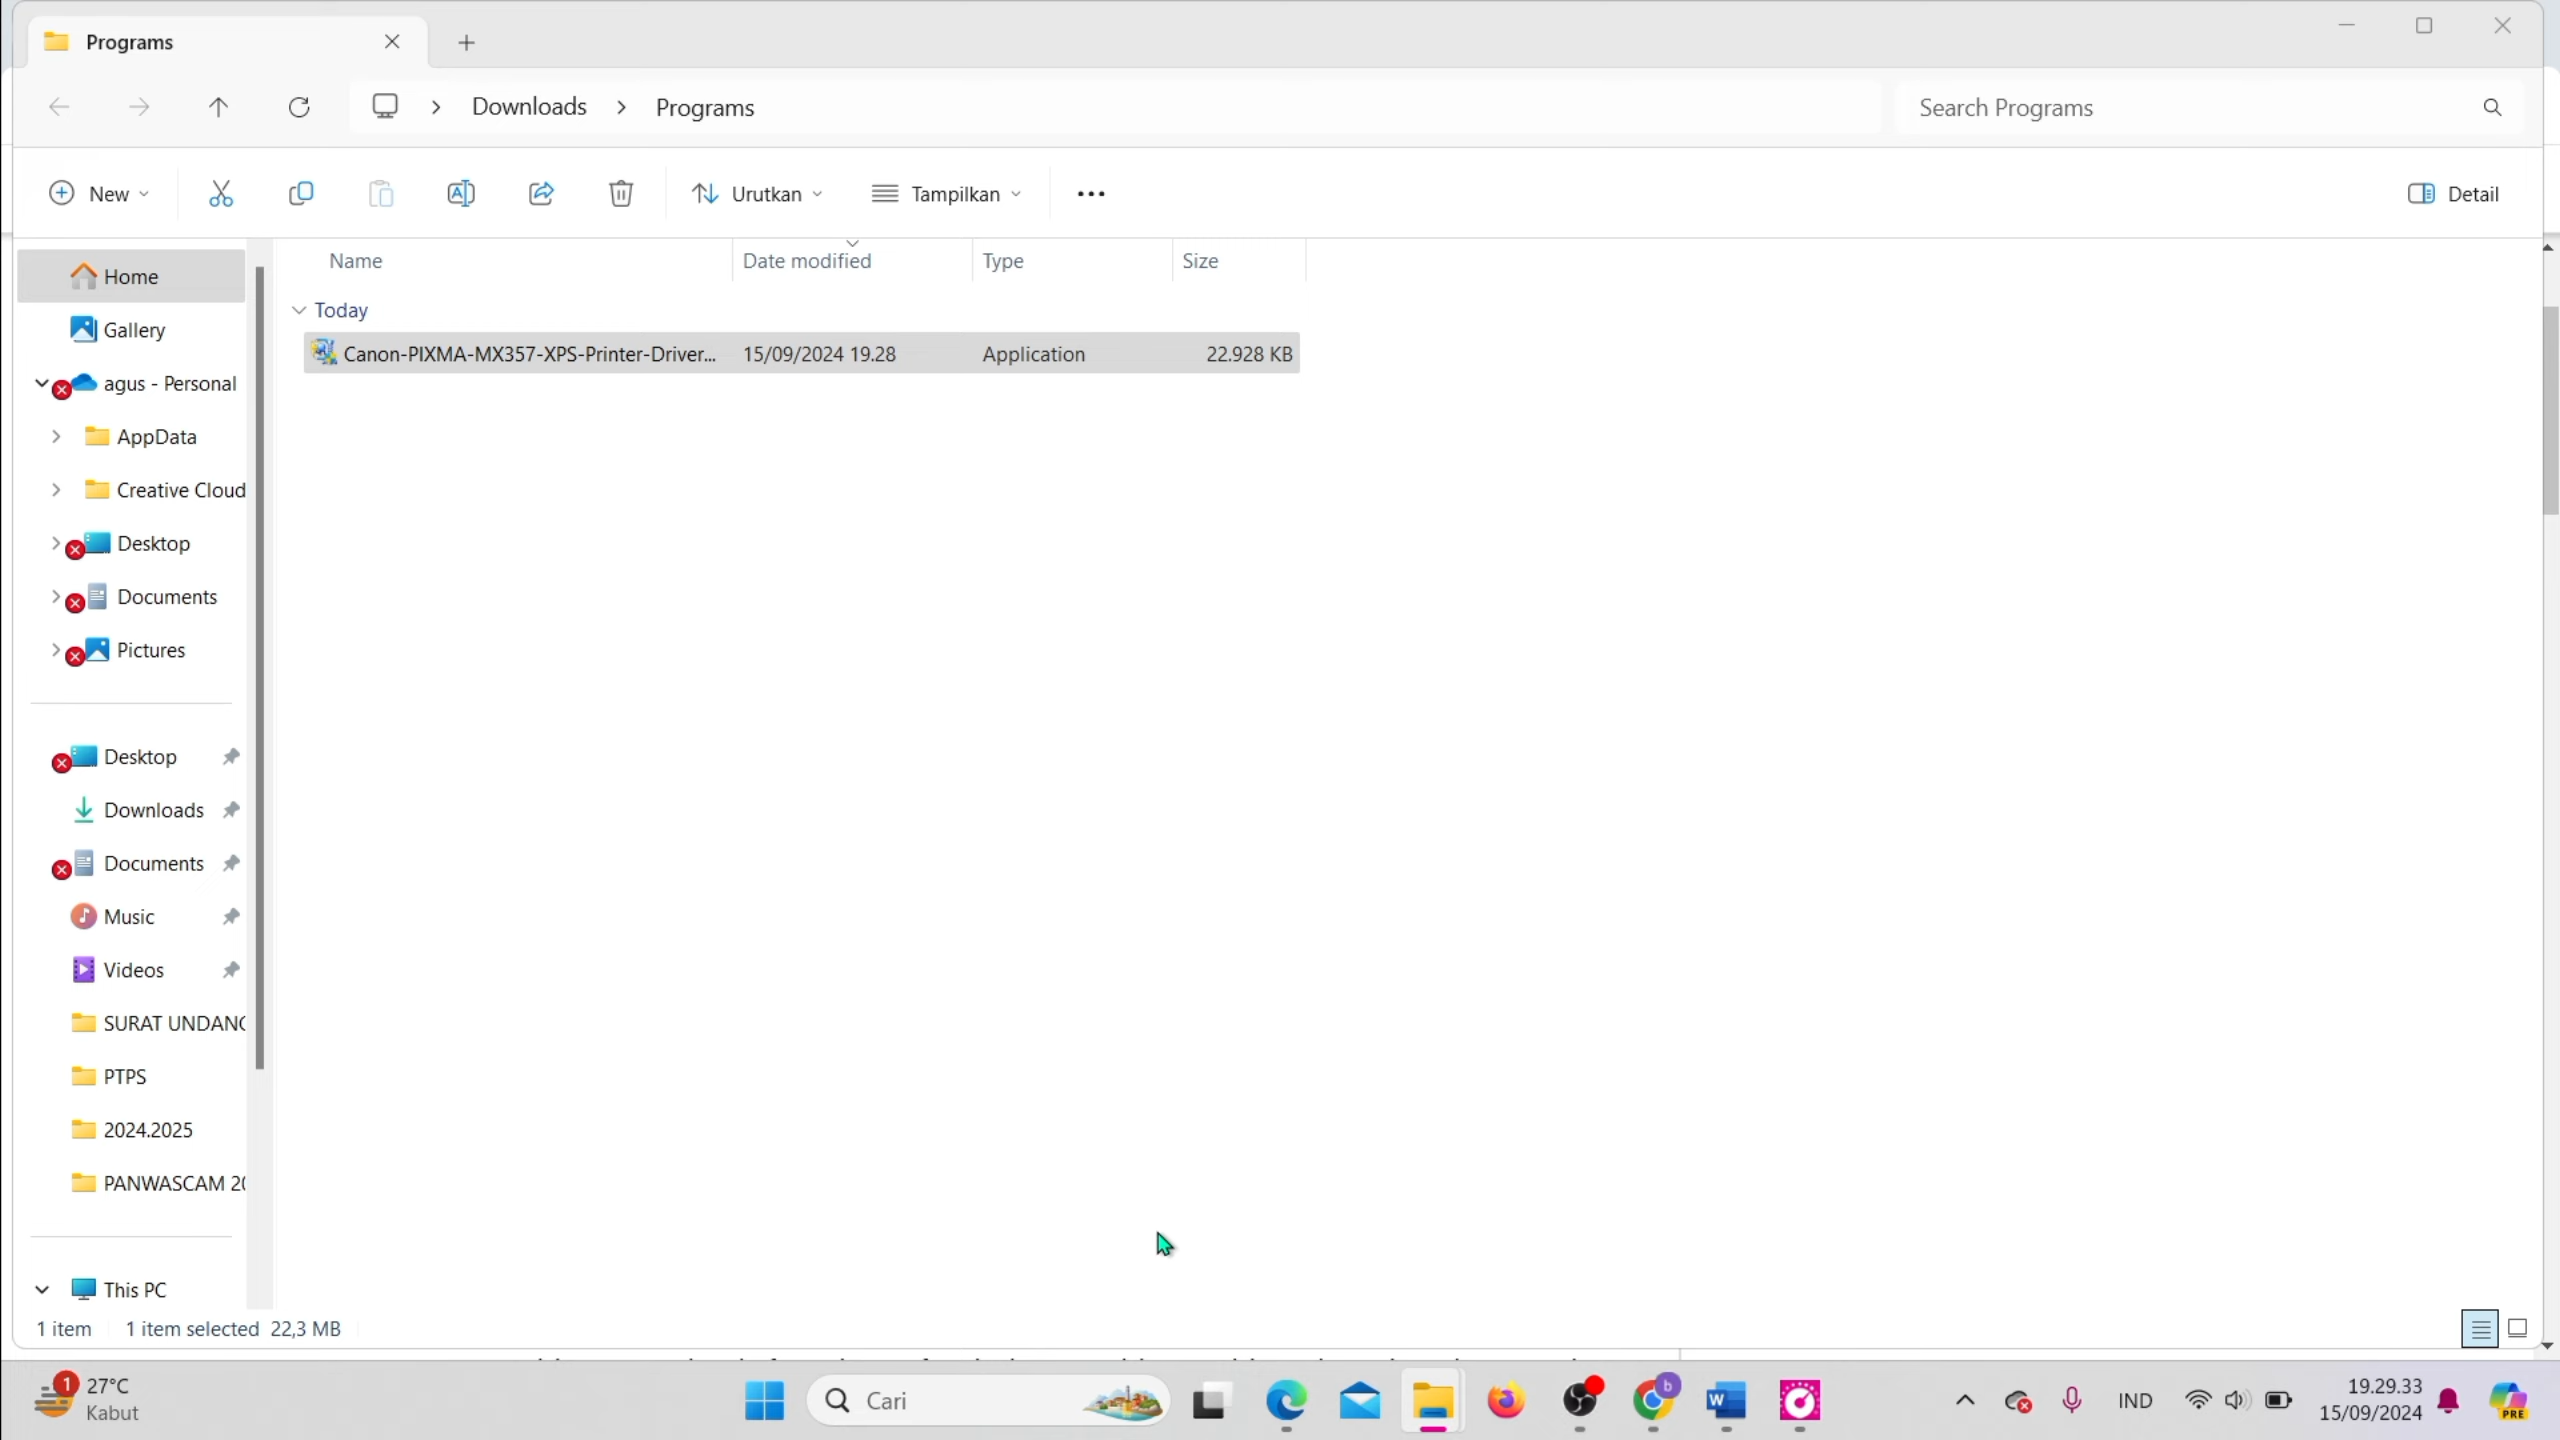 Programs
Downloads > Programs
Search Programs
New
Urutkan
Tampilkan
Detail
Name
Date modified
Type
Size
Today
Canon-PIXMA-MX357-XPS-Printer-Driver...
15/09/2024 19.28
Application
22.928 KB
Home
Gallery
agus - Personal
AppData
Creative Cloud
Desktop
Documents
Pictures
Desktop
Downloads
Documents
Music
Videos
SURAT UNDANG
PTPS
2024.2025
PANWASCAM 20
This PC
1 item
1 item selected 22,3 MB
1
27°C
Kabut
Cari
b
IND
19.29.33
15/09/2024
PRE